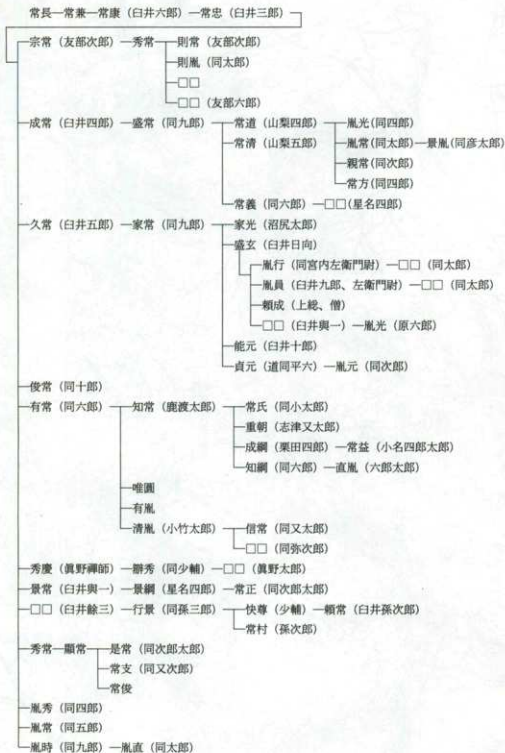 常長 常兼 常康（臼井六郎） 常忠（臼井三郎）
宗常（友部次郎） 秀常 則常（友部次郎）
則胤（同太郎）
□□
□□（友部六郎）
成常（臼井四郎） 盛常（同九郎） 常道（山梨四郎） 胤光（同四郎）
常清（山梨五郎） 胤常（同太郎） 景胤（同彦太郎）
親常（同次郎）
常方（同四郎）
常義（同六郎） □□（星名四郎）
久常（臼井五郎） 家常（同九郎） 家光（沼尻太郎）
盛玄（臼井日向）
胤行（同宮内左衛門尉） □□（同太郎）
胤員（臼井九郎、左衛門尉） □□（同太郎）
頼成（上総、僧）
□□（臼井與一） 胤光（原六郎）
能元（臼井十郎）
貞元（道同平六） 胤元（同次郎）
俊常（同十郎）
有常（同六郎） 知常（鹿渡太郎） 常氏（同小太郎）
重朝（志津又太郎）
成綱（栗田四郎） 常益（小名四郎太郎）
知綱（同六郎） 直胤（六郎太郎）
唯圓
有胤
清胤（小竹太郎） 信常（同又太郎）
□□（同弥次郎）
秀慶（眞野禪師） 辧秀（同少輔） □□（眞野太郎）
景常（臼井與一） 景綱（星名四郎） 常正（同次郎太郎）
□□（臼井餘三） 行景（同孫三郎） 快尊（少輔） 頼常（臼井孫次郎）
常村（孫次郎）
秀常 顯常 是常（同次郎太郎）
常支（同又次郎）
常俊
胤秀（同四郎）
胤常（同五郎）
胤時（同九郎） 胤直（同太郎）